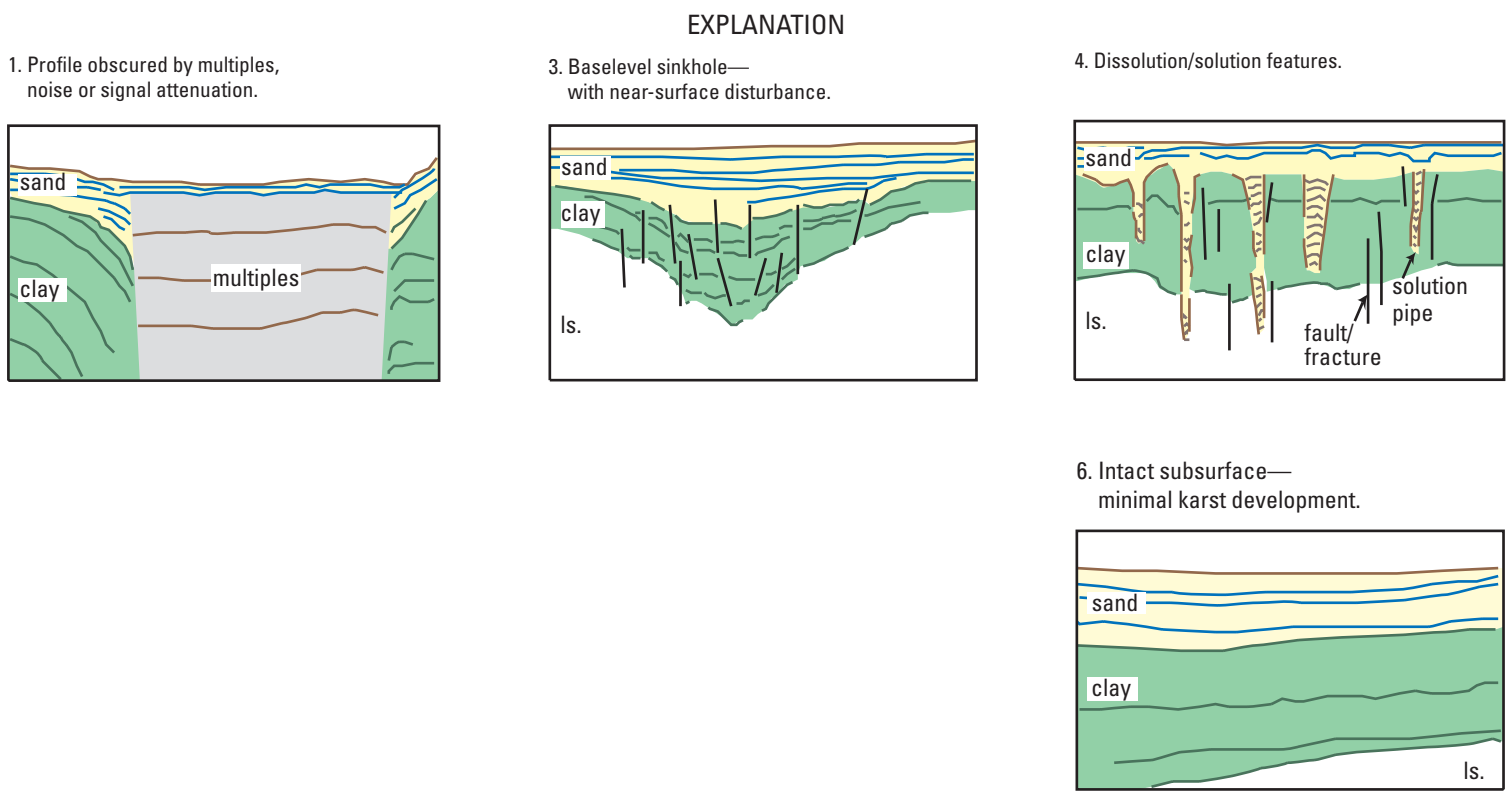 EXPLANATION
1. Profile obscured by multiples,
noise or signal attenuation.
sand
clay
multiples
3. Baselevel sinkhole—
with near-surface disturbance.
sand
clay
ls.
4. Dissolution/solution features.
sand
clay
ls.
solution
pipe
fault/
fracture
6. Intact subsurface—
minimal karst development.
sand
clay
ls.